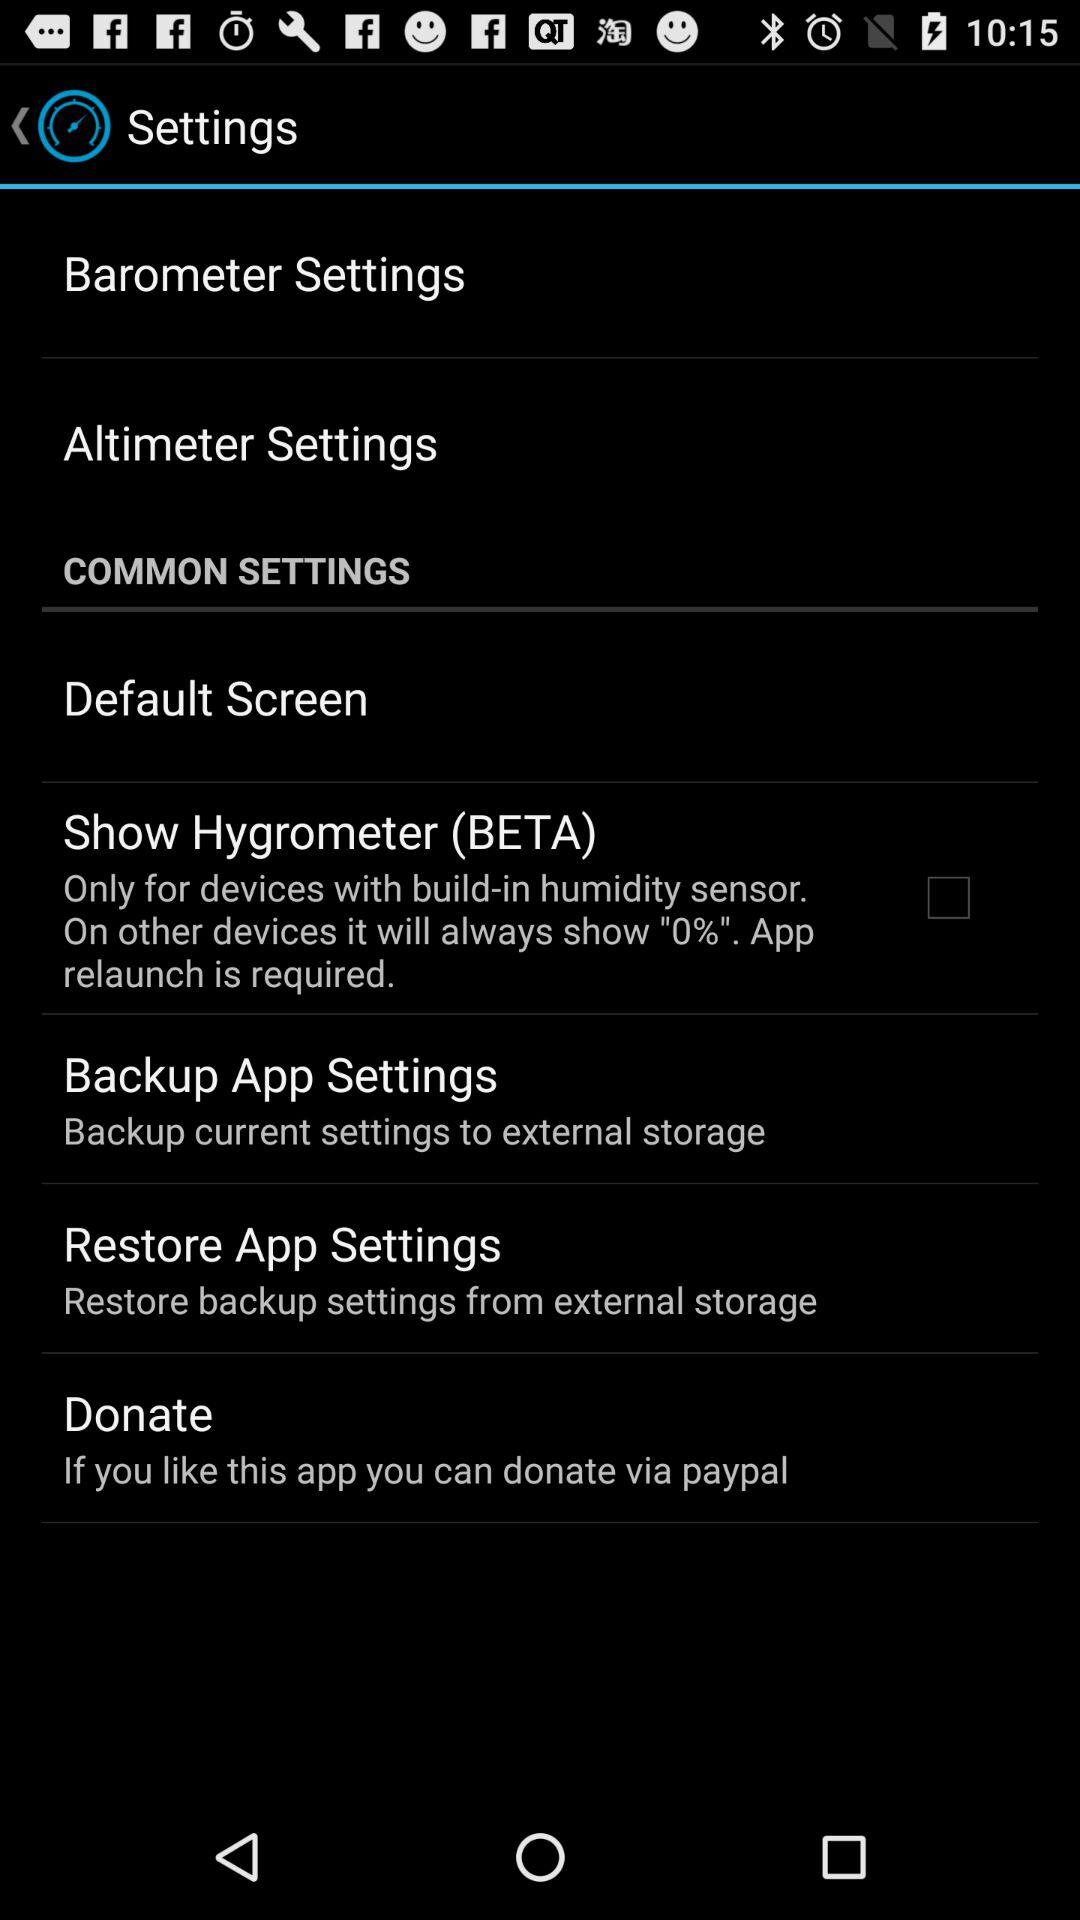 QT 淘 10:15
Settings
Barometer Settings
Altimeter Settings
COMMON SETTINGS
Default Screen
Show Hygrometer (BETA)
Only for devices with build-in humidity sensor.
On other devices it will always show "0%". App
relaunch is required.
Backup App Settings
Backup current settings to external storage
Restore App Settings
Restore backup settings from external storage
Donate
If you like this app you can donate via paypal